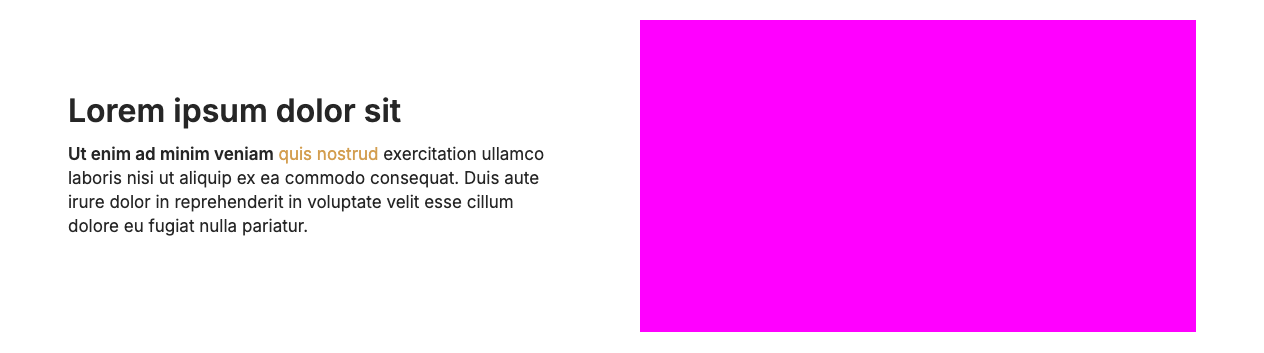 Lorem ipsum dolor sit
Ut enim ad minim veniam quis nostrud exercitation ullamco
laboris nisi ut aliquip ex ea commodo consequat. Duis aute
irure dolor in reprehenderit in voluptate velit esse cillum
dolore eu fugiat nulla pariatur.